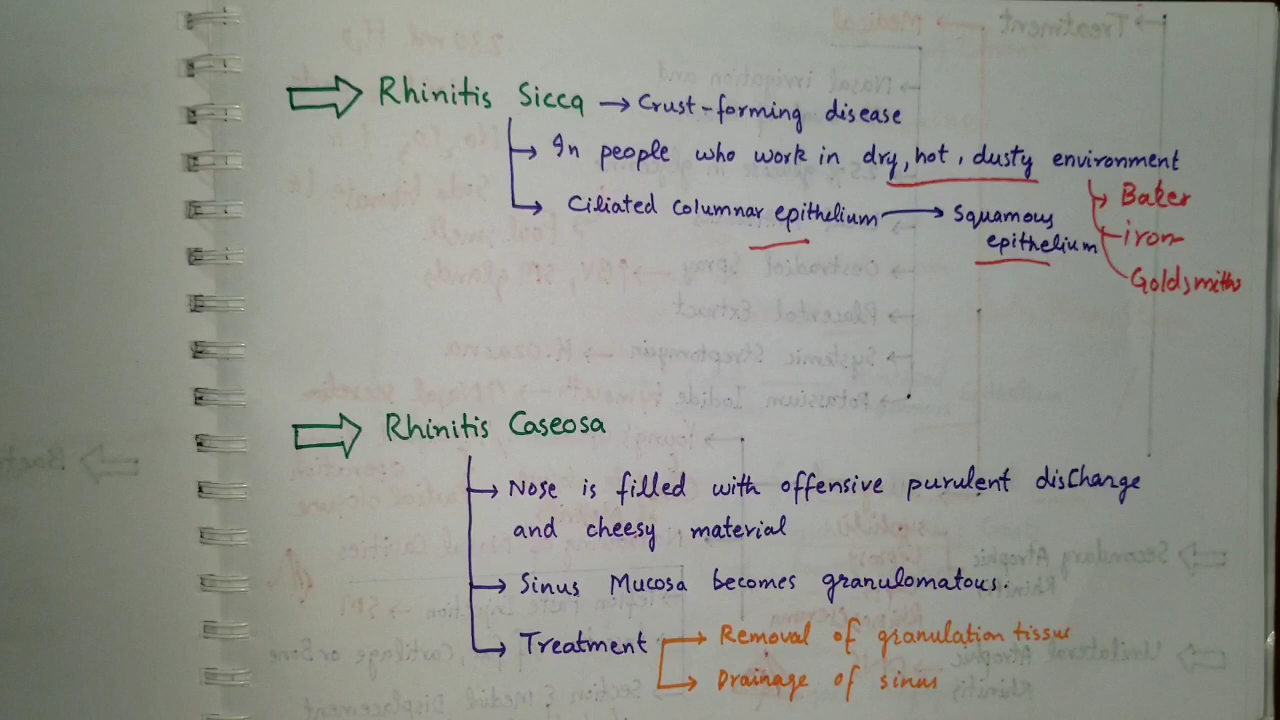 Rhinitis Sicca → Crust-forming disease
→ In people who work in dry, hot, dusty environment
Baker
iron
Goldsmiths
→ Ciliated columnar epithelium → squamous
epithelium
Rhinitis Caseosa
→ Nose is filled with offensive purulent discharge
and cheesy material
→ Sinus Mucosa becomes granulomatous.
→ Treatment → Removal of granulation tissue
→ Drainage of sinus